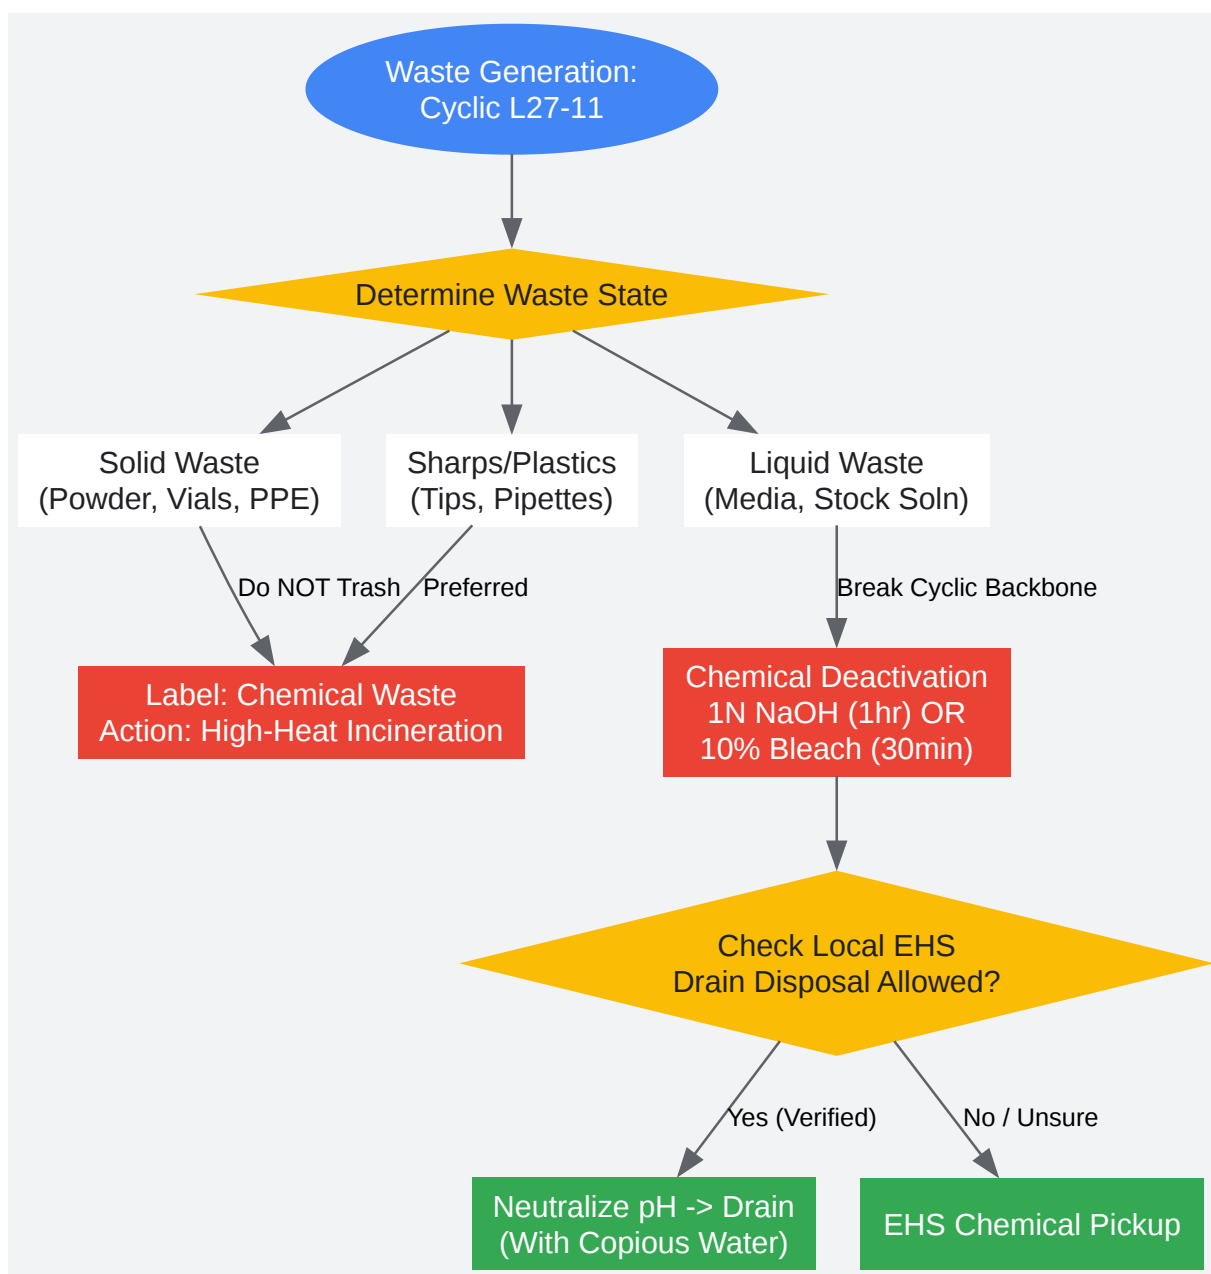 Waste Generation:
Cyclic L27-11
Determine Waste State
Solid Waste
(Powder, Vials, PPE)
Sharps/Plastics
(Tips, Pipettes)
Liquid Waste
(Media, Stock Soln)
Do NOT Trash
Preferred
Break Cyclic Backbone
Label: Chemical Waste
Action: High-Heat Incineration
Chemical Deactivation
1N NaOH (1hr) OR
10% Bleach (30min)
Check Local EHS
Drain Disposal Allowed?
Yes (Verified)
No / Unsure
Neutralize pH -> Drain
(With Copious Water)
EHS Chemical Pickup